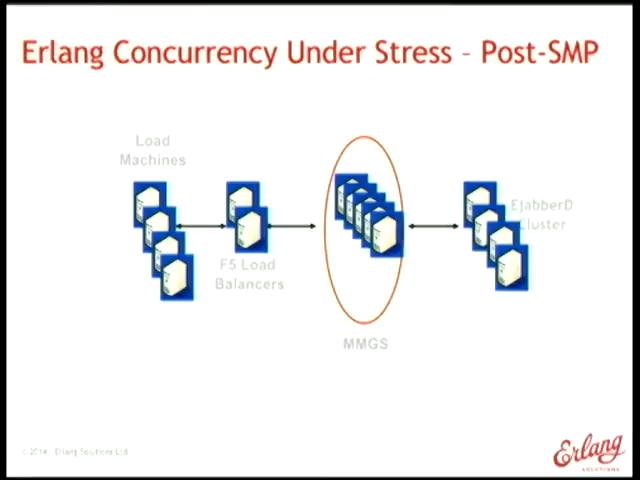 Erlang Concurrency Under Stress – Post-SMP
Load
Machines
EjabberD
Cluster
F5 Load
Balancers
MMGS
© 2014 Erlang Solutions Ltd
Erlang
SOLUTIONS